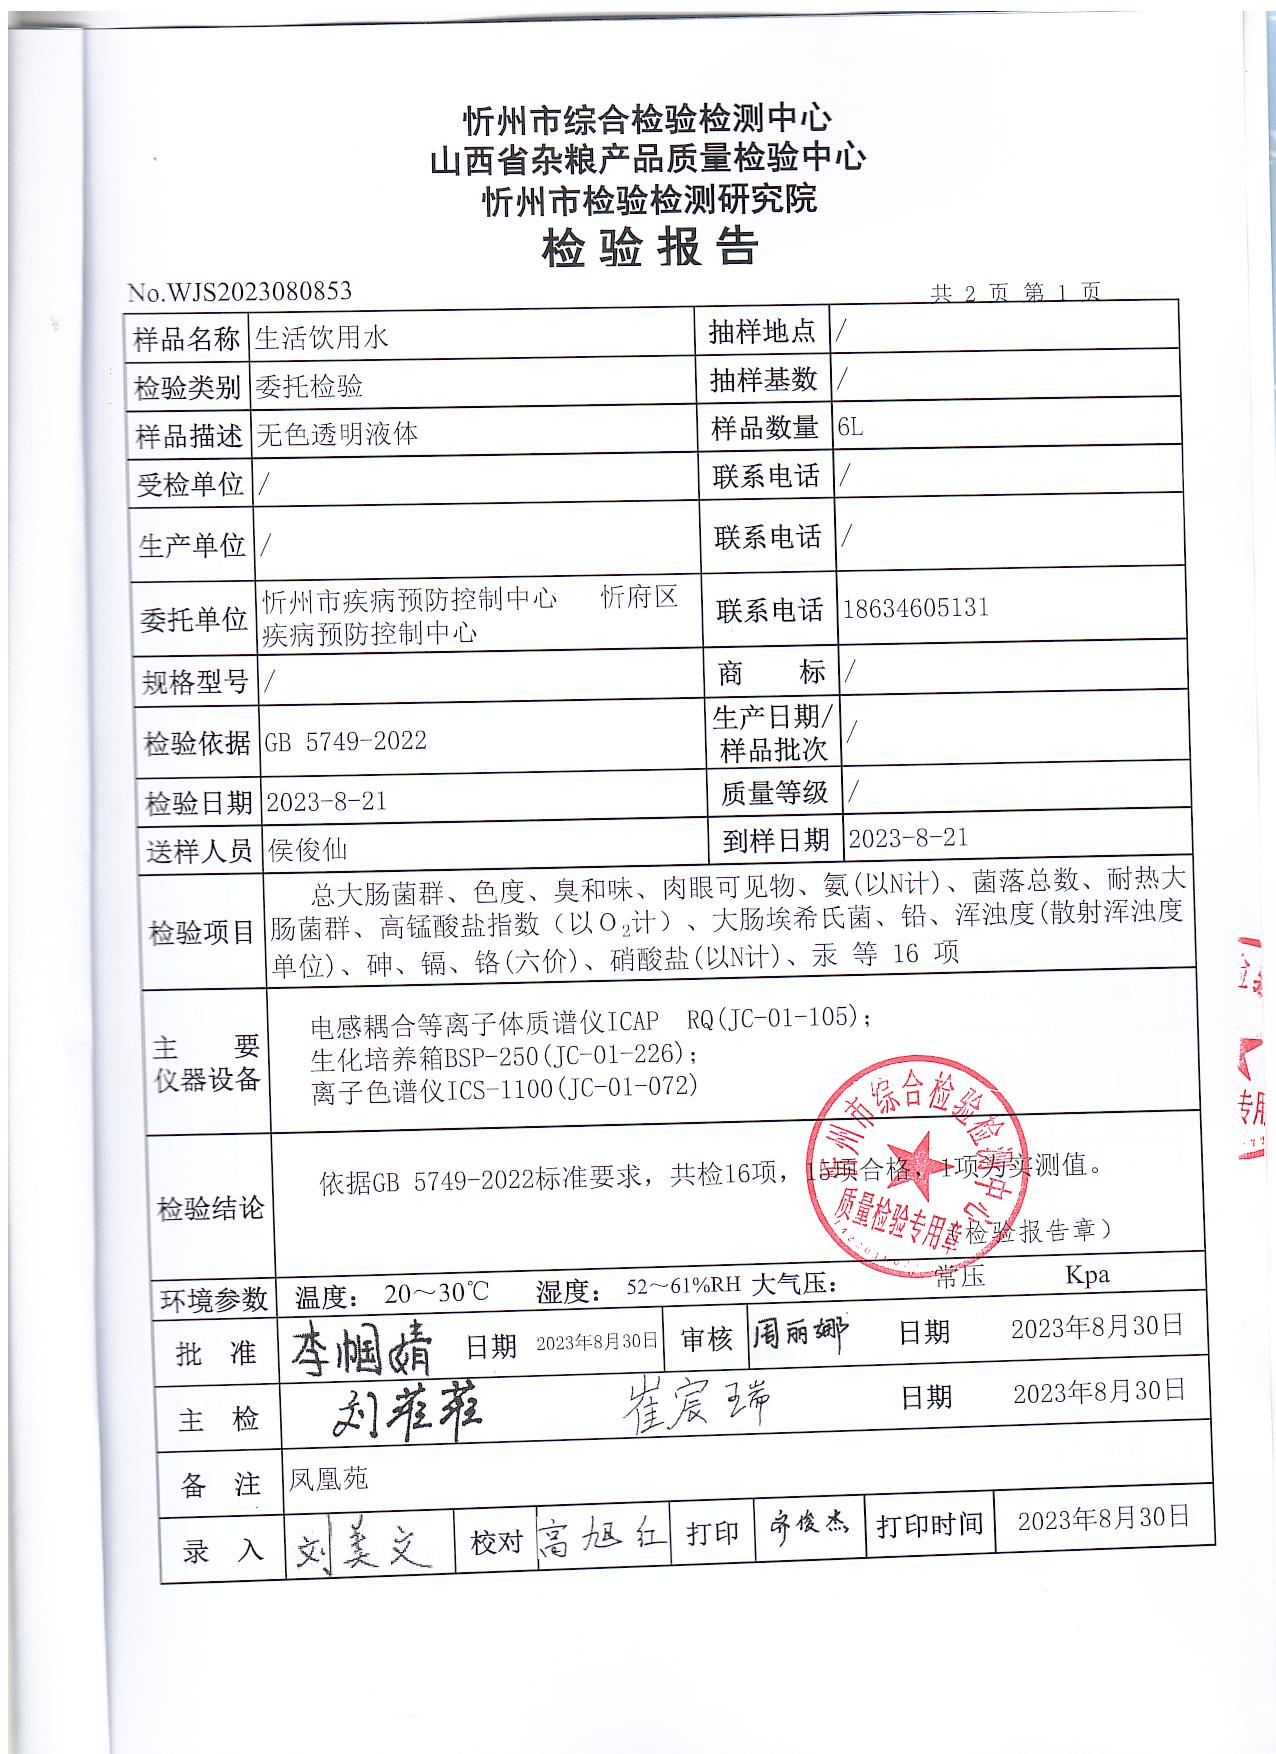 忻州市综合检验检测中心
山西省杂粮产品质量检验中心
忻州市检验检测研究院
检验报告
No.WJS2023080853
共 2 页 第 1 页
样品名称 生活饮用水 抽样地点 /
检验类别 委托检验 抽样基数 /
样品描述 无色透明液体 样品数量 6L
受检单位 / 联系电话 /
生产单位 / 联系电话 /
委托单位 忻州市疾病预防控制中心 忻府区
疾病预防控制中心 联系电话 18634605131
规格型号 / 商 标 /
检验依据 GB 5749-2022 生产日期/
样品批次 /
检验日期 2023-8-21 质量等级 /
送样人员 侯俊仙 到样日期 2023-8-21
检验项目 总大肠菌群、色度、臭和味、肉眼可见物、氨(以N计)、菌落总数、耐热大
肠菌群、高锰酸盐指数（以O₂计）、大肠埃希氏菌、铅、浑浊度(散射浑浊度
单位)、砷、镉、铬(六价)、硝酸盐(以N计)、汞 等 16 项
主 要
仪器设备
电感耦合等离子体质谱仪ICAP RQ(JC-01-105);
生化培养箱BSP-250(JC-01-226);
离子色谱仪ICS-1100(JC-01-072)
检验结论 依据GB 5749-2022标准要求，共检16项，15项合格，1项为实测值。
检验报告章）
忻州市综合检验检测中心
质量检验专用章
环境参数 温度： 20～30℃ 湿度： 52～61%RH 大气压： 常压 Kpa
批 准 李帼婧 日期 2023年8月30日 审核 周丽娜 日期 2023年8月30日
主 检 刘菲菲 崔宸瑞 日期 2023年8月30日
备 注 凤凰苑
录 入 刘美文 校对 高旭红 打印 齐俊杰 打印时间 2023年8月30日
专用